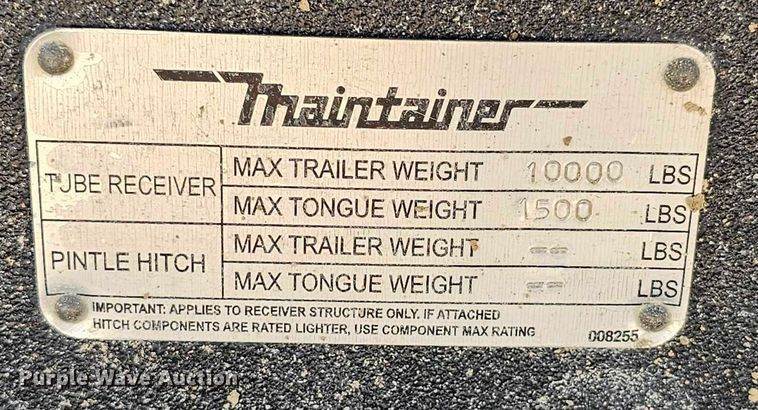 Maintainer
TUBE RECEIVER
MAX TRAILER WEIGHT 10000 LBS
MAX TONGUE WEIGHT 1500 LBS
PINTLE HITCH
MAX TRAILER WEIGHT -- LBS
MAX TONGUE WEIGHT -- LBS
IMPORTANT: APPLIES TO RECEIVER STRUCTURE ONLY. IF ATTACHED
HITCH COMPONENTS ARE RATED LIGHTER, USE COMPONENT MAX RATING
008255
Purple Wave Auction